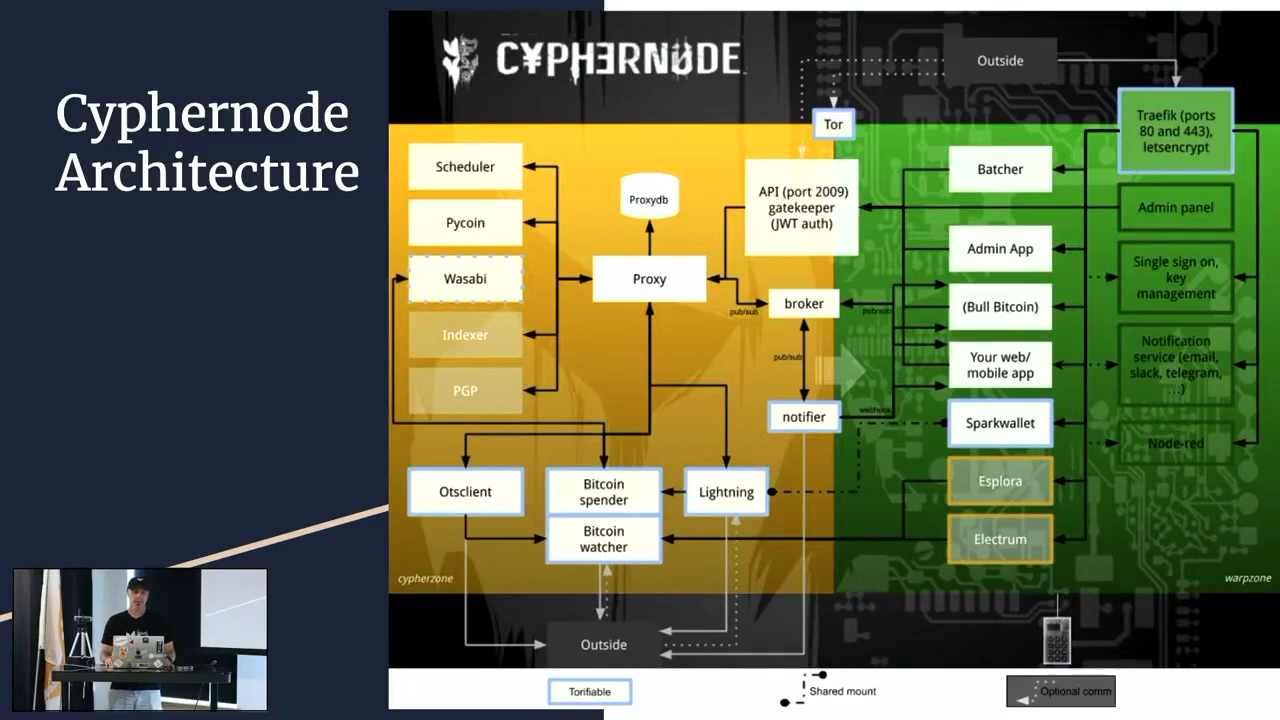 Cyphernode
Architecture
C¥PHƎRNØDE
Outside
Tor
Traefik (ports
80 and 443),
letsencrypt
Scheduler
Pycoin
Wasabi
Indexer
PGP
Proxydb
Proxy
API (port 2009)
gatekeeper
(JWT auth)
broker
pub/sub
pub/sub
pub/sub
notifier
webhook
Batcher
Admin App
(Bull Bitcoin)
Your web/
mobile app
Sparkwallet
Esplora
Electrum
Admin panel
Single sign on,
key
management
Notification
service (email,
slack, telegram,
...)
Node-red
Otsclient
Bitcoin
spender
Bitcoin
watcher
Lightning
cypherzone
warpzone
Outside
Torifiable
Shared mount
Optional comm